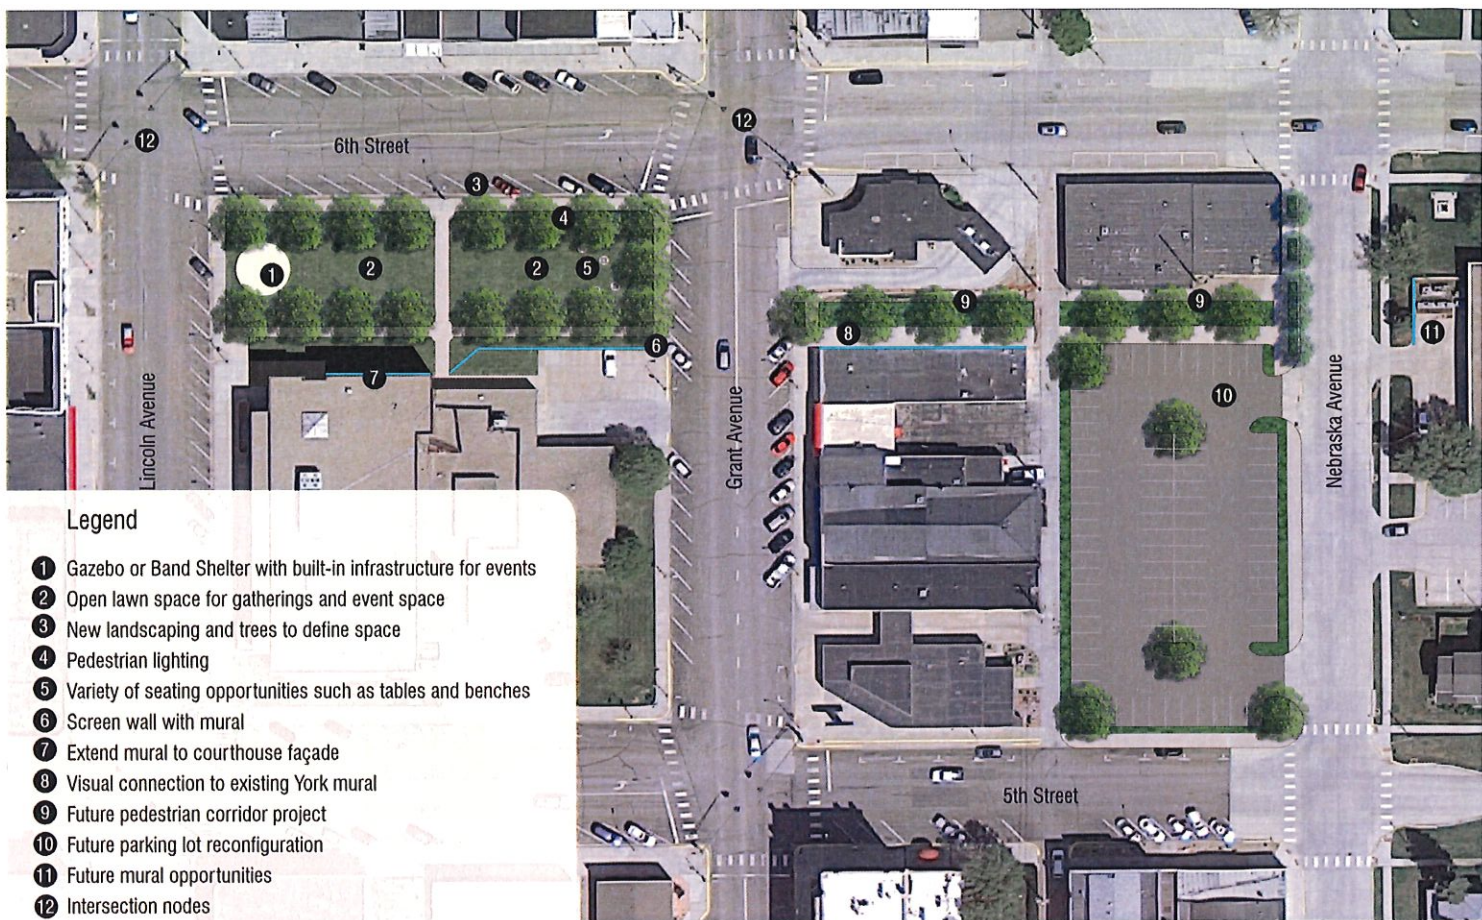 12
12
6th Street
3
4
1
2
2
5
9
9
8
6
11
7
10
Lincoln Avenue
Grant Avenue
Nebraska Avenue
5th Street
Legend
1 Gazebo or Band Shelter with built-in infrastructure for events
2 Open lawn space for gatherings and event space
3 New landscaping and trees to define space
4 Pedestrian lighting
5 Variety of seating opportunities such as tables and benches
6 Screen wall with mural
7 Extend mural to courthouse façade
8 Visual connection to existing York mural
9 Future pedestrian corridor project
10 Future parking lot reconfiguration
11 Future mural opportunities
12 Intersection nodes